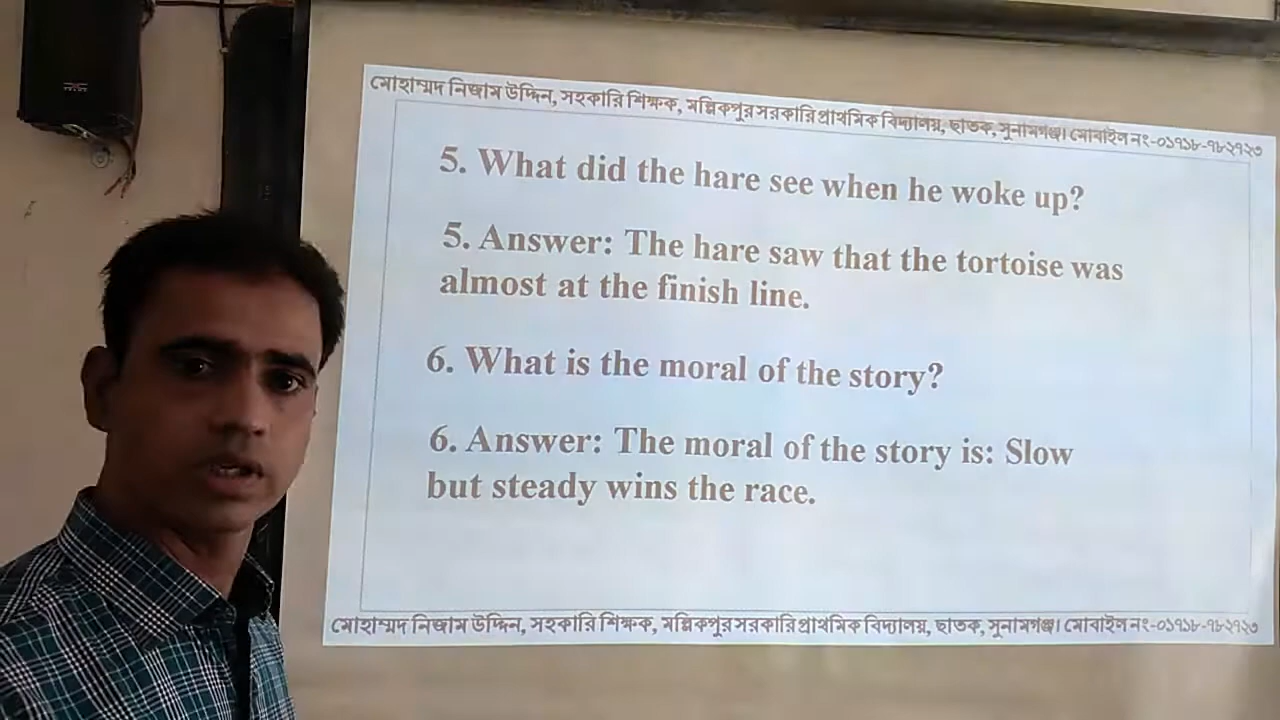 মোহাম্মদ নিজাম উদ্দিন, সহকারি শিক্ষক, মল্লিকপুর সরকারি প্রাথমিক বিদ্যালয়, ছাতক, সুনামগঞ্জ। মোবাইল নং-০১৭১৮-৭৮২৭২৩
5. What did the hare see when he woke up?
5. Answer: The hare saw that the tortoise was
almost at the finish line.
6. What is the moral of the story?
6. Answer: The moral of the story is: Slow
but steady wins the race.
মোহাম্মদ নিজাম উদ্দিন, সহকারি শিক্ষক, মল্লিকপুর সরকারি প্রাথমিক বিদ্যালয়, ছাতক, সুনামগঞ্জ। মোবাইল নং-০১৭১৮-৭৮২৭২৩